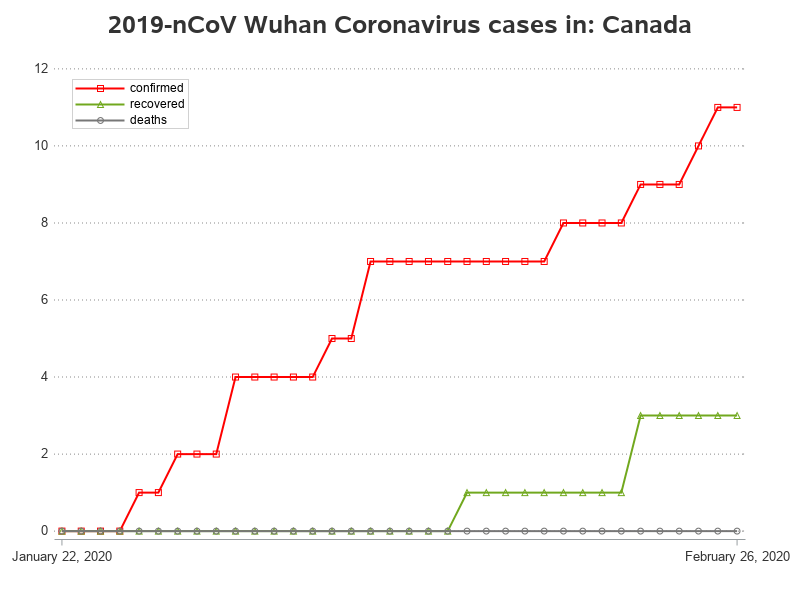 2019-nCoV Wuhan Coronavirus cases in: Canada
12
confirmed
recovered
deaths
10
8
6
4
2
0
January 22, 2020 February 26, 2020